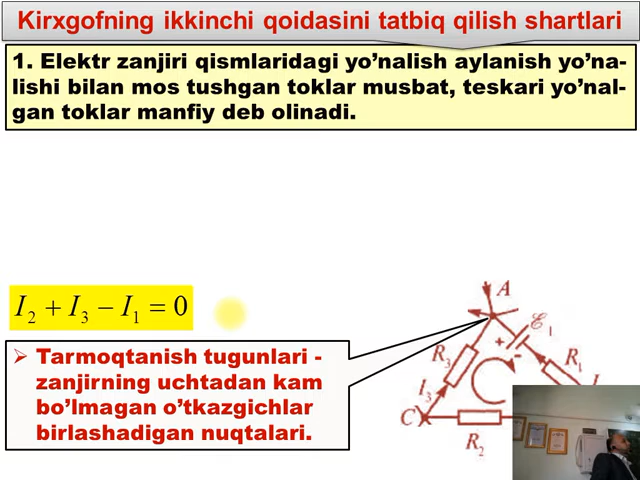 Kirxgofning ikkinchi qoidasini tatbiq qilish shartlari
1. Elektr zanjiri qismlaridagi yo’nalish aylanish yo’na-
lishi bilan mos tushgan toklar musbat, teskari yo’nal-
gan toklar manfiy deb olinadi.
I₂ + I₃ − I₁ = 0
➢ Tarmoqtanish tugunlari -
zanjirning uchtadan kam
bo’lmagan o’tkazgichlar
birlashadigan nuqtalari.
A
ℰ₁
+ -
R₃
R₁
I₃
C
R₂